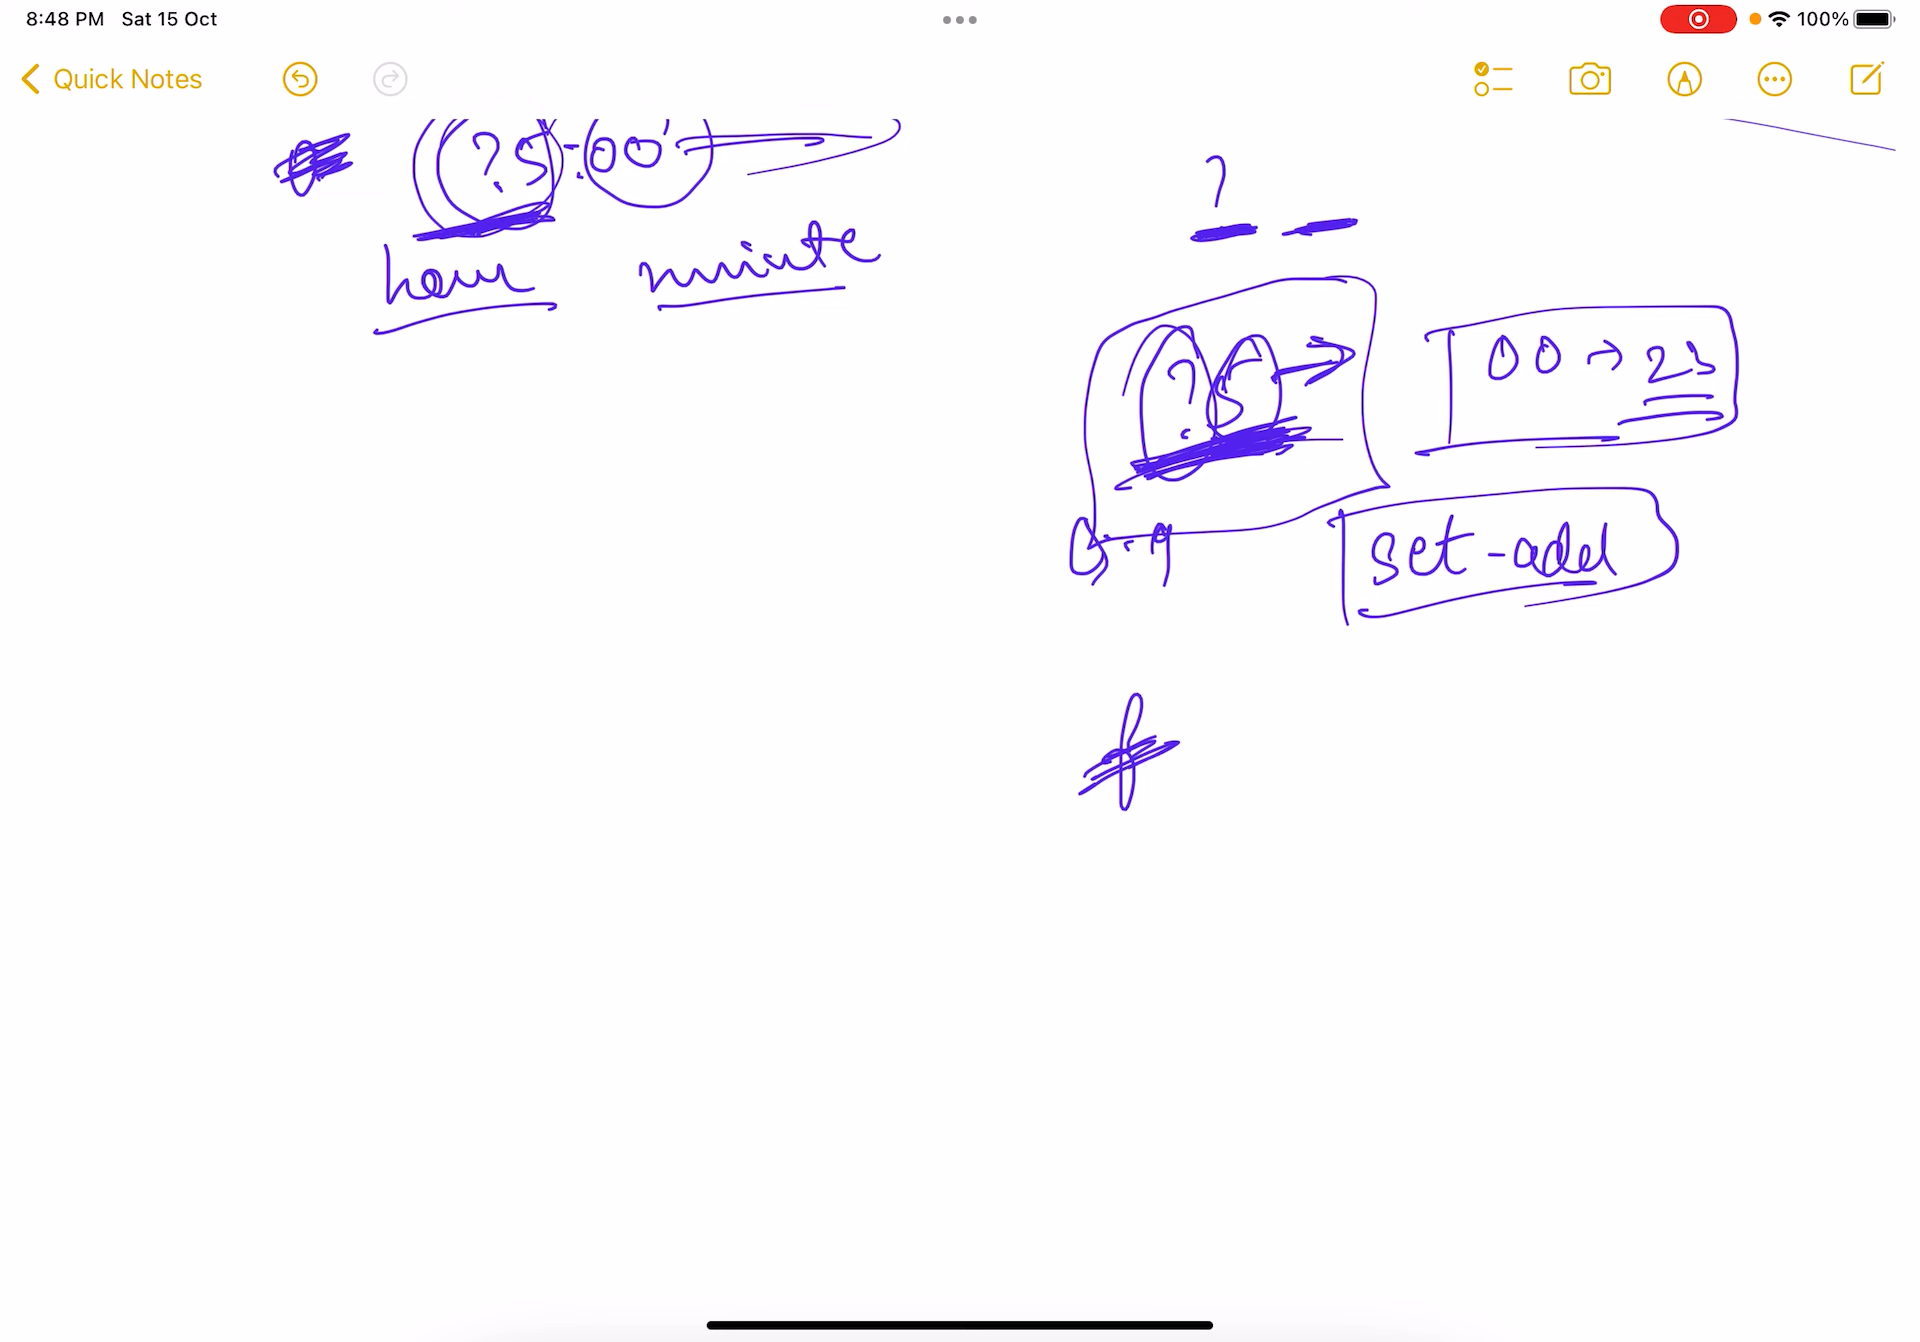 8:48 PM Sat 15 Oct
100%
Quick Notes
?5:00
hour minute
?
?5
00 → 23
0-9
set-add